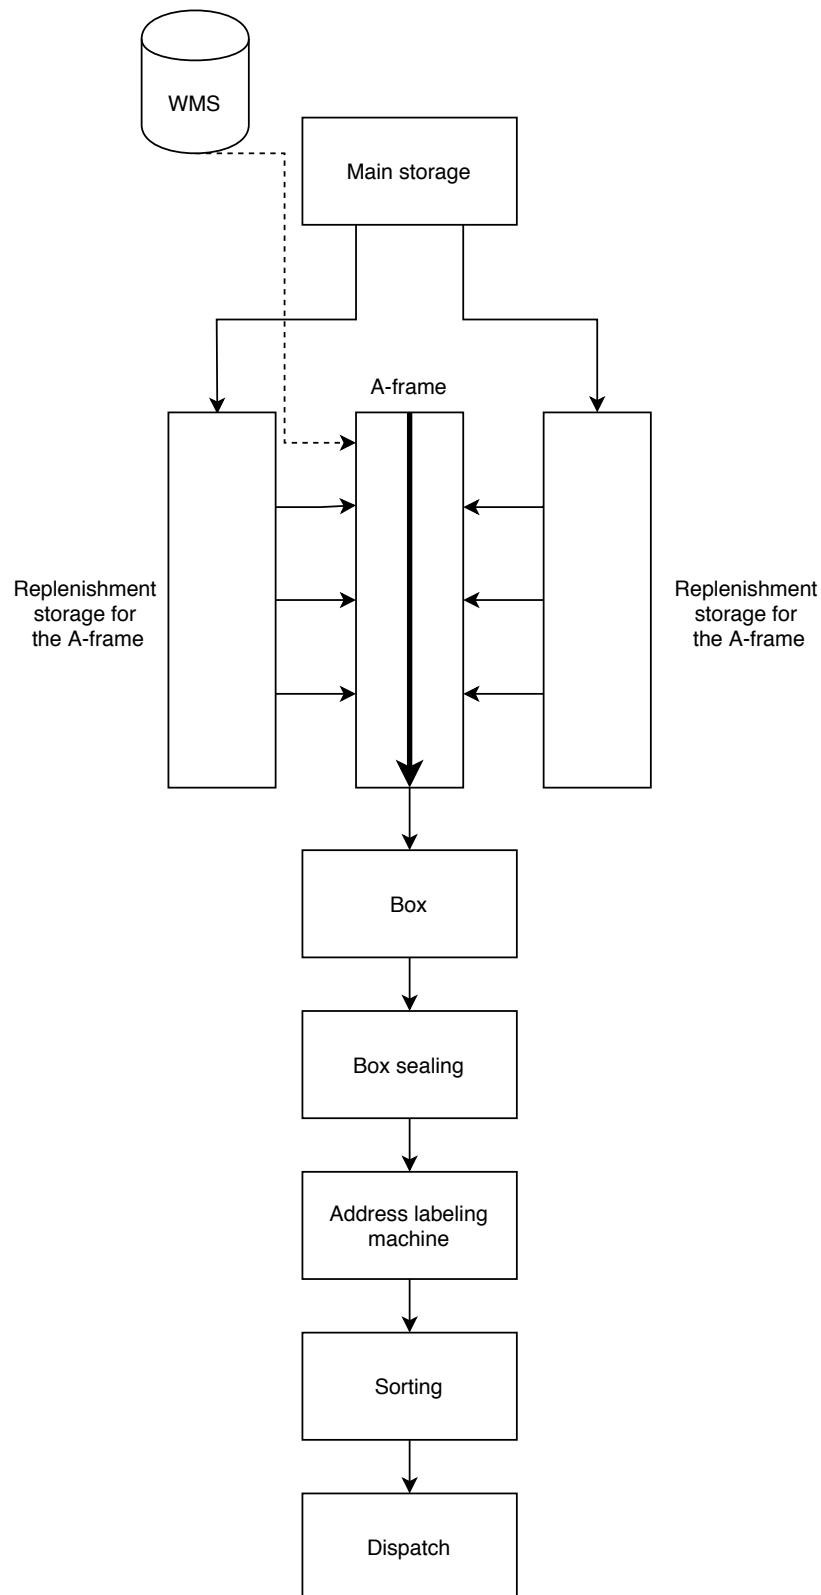 WMS
Main storage
A-frame
Replenishment
storage for
the A-frame
Replenishment
storage for
the A-frame
Box
Box sealing
Address labeling
machine
Sorting
Dispatch